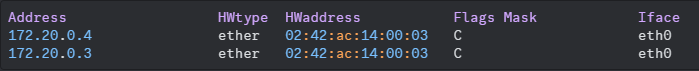 Address HWtype HWaddress Flags Mask Iface
172.20.0.4 ether 02:42:ac:14:00:03 C eth0
172.20.0.3 ether 02:42:ac:14:00:03 C eth0